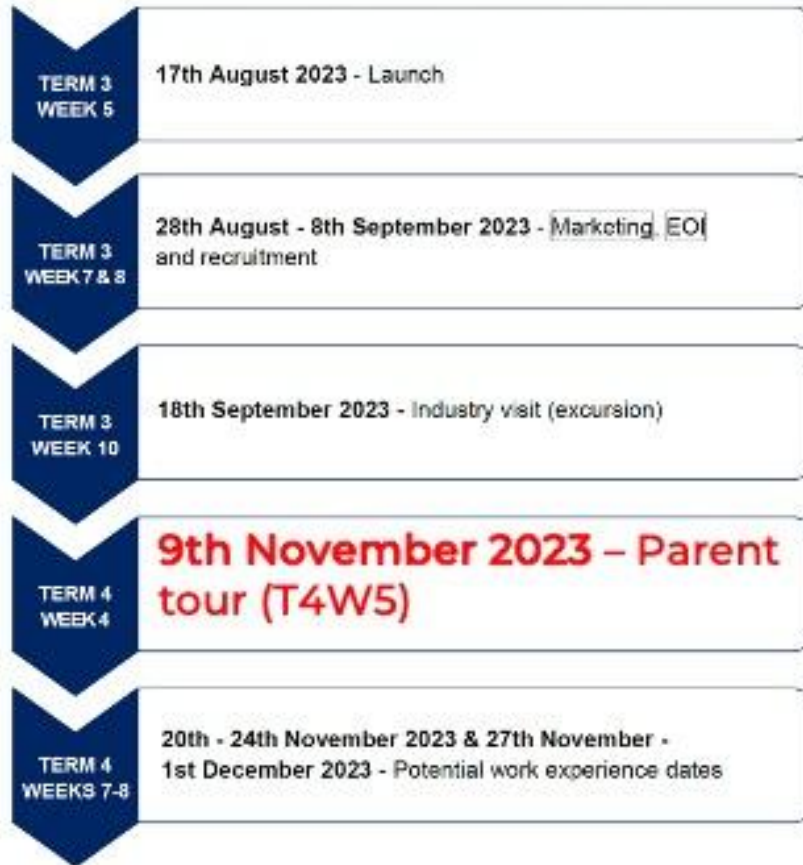 TERM 3
WEEK 5
17th August 2023 - Launch
TERM 3
WEEK 7 & 8
28th August - 8th September 2023 - Marketing, EOI
and recruitment
TERM 3
WEEK 10
18th September 2023 - Industry visit (excursion)
TERM 4
WEEK 4
9th November 2023 – Parent
tour (T4W5)
TERM 4
WEEKS 7-8
20th - 24th November 2023 & 27th November -
1st December 2023 - Potential work experience dates